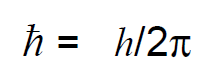 ħ = h/2π